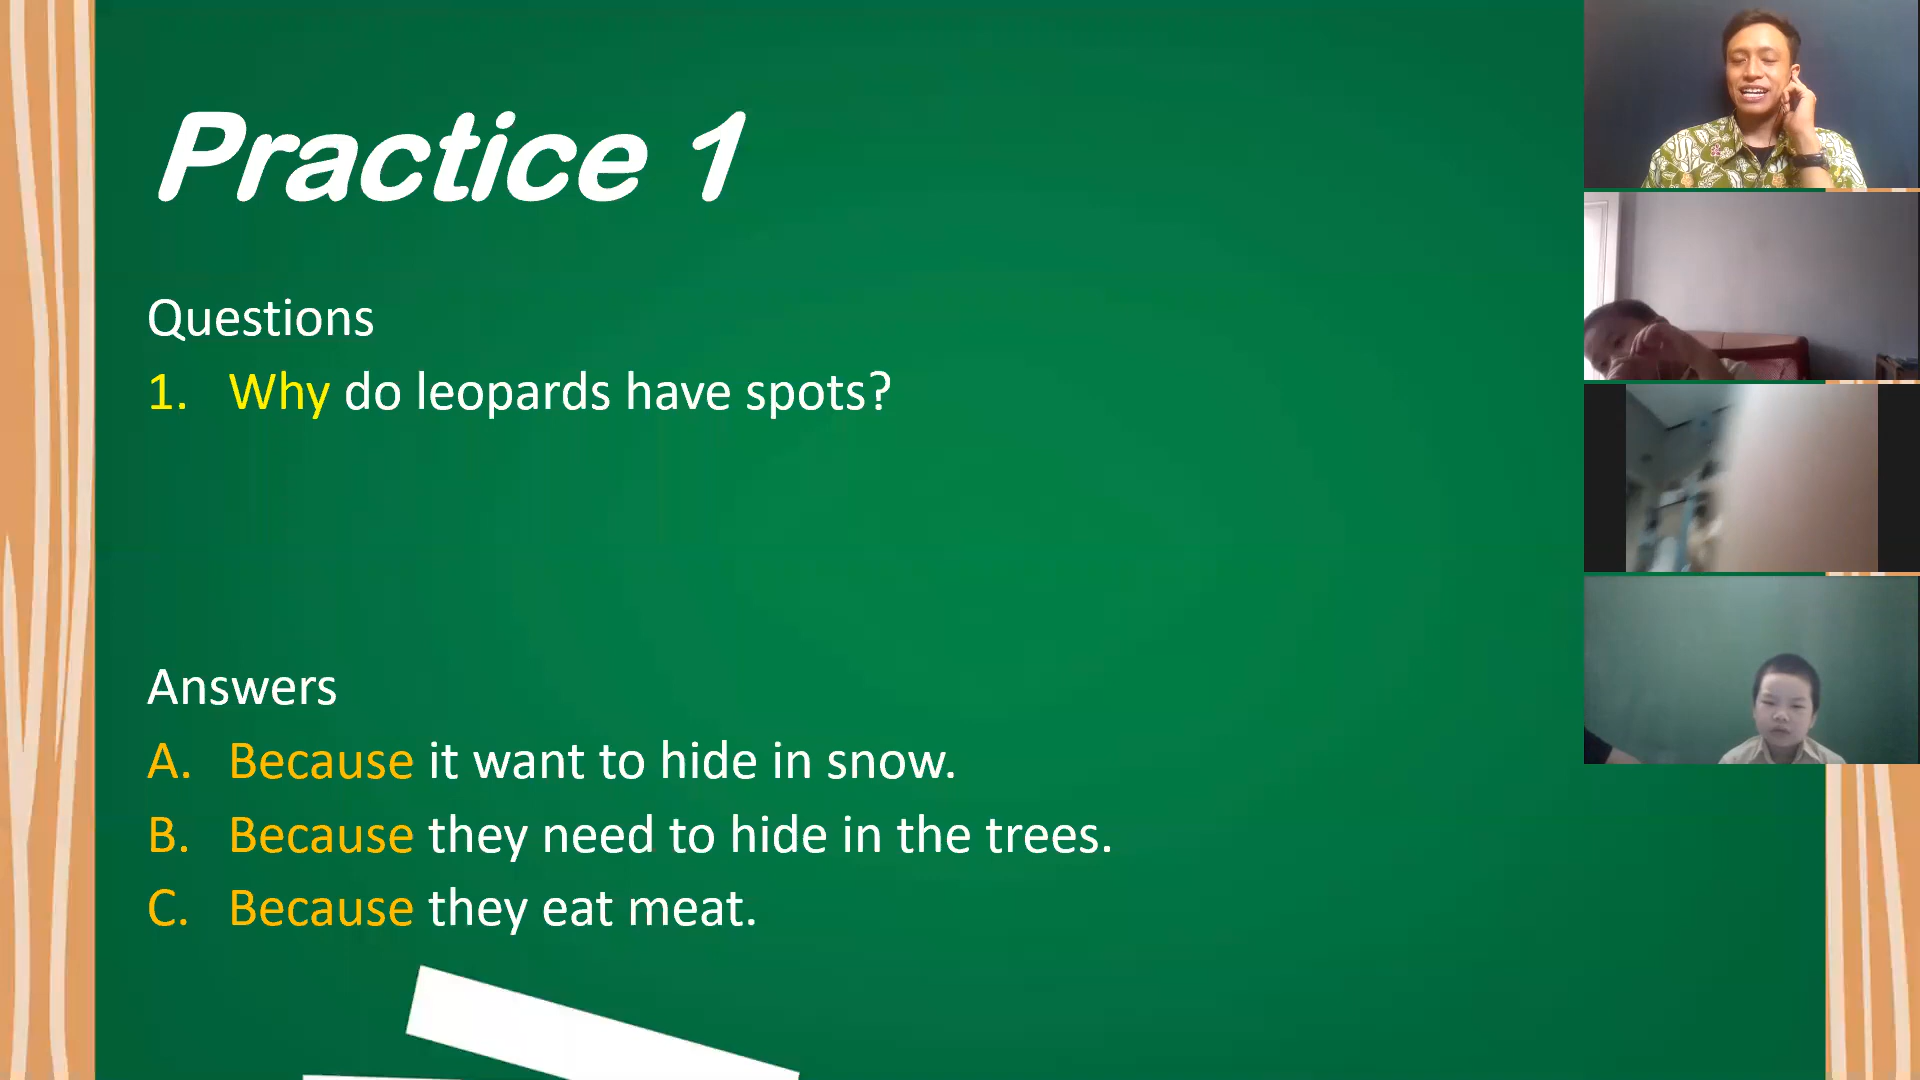 Practice 1
Questions
1. Why do leopards have spots?
Answers
A. Because it want to hide in snow.
B. Because they need to hide in the trees.
C. Because they eat meat.